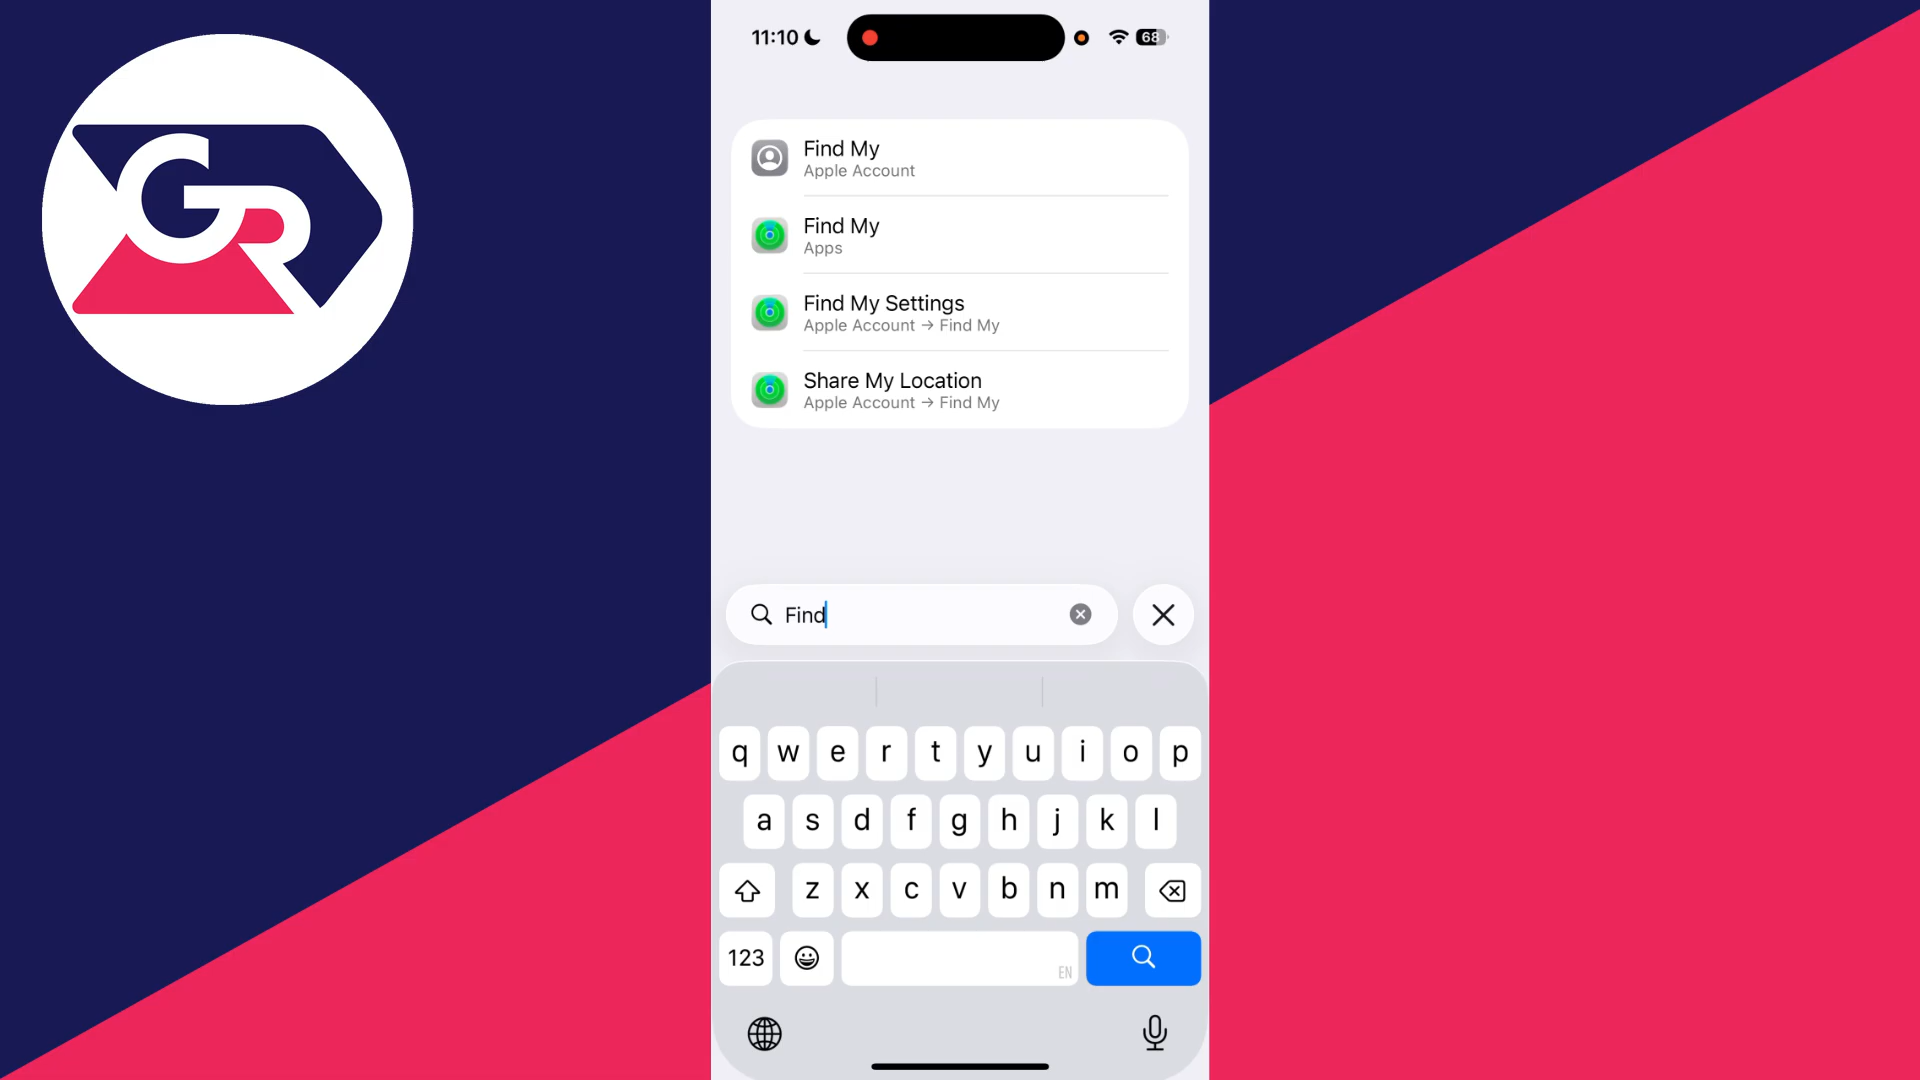 GR
11:10
68
Find My
Apple Account
Find My
Apps
Find My Settings
Apple Account → Find My
Share My Location
Apple Account → Find My
Find
q w e r t y u i o p
a s d f g h j k l
z x c v b n m
123
EN